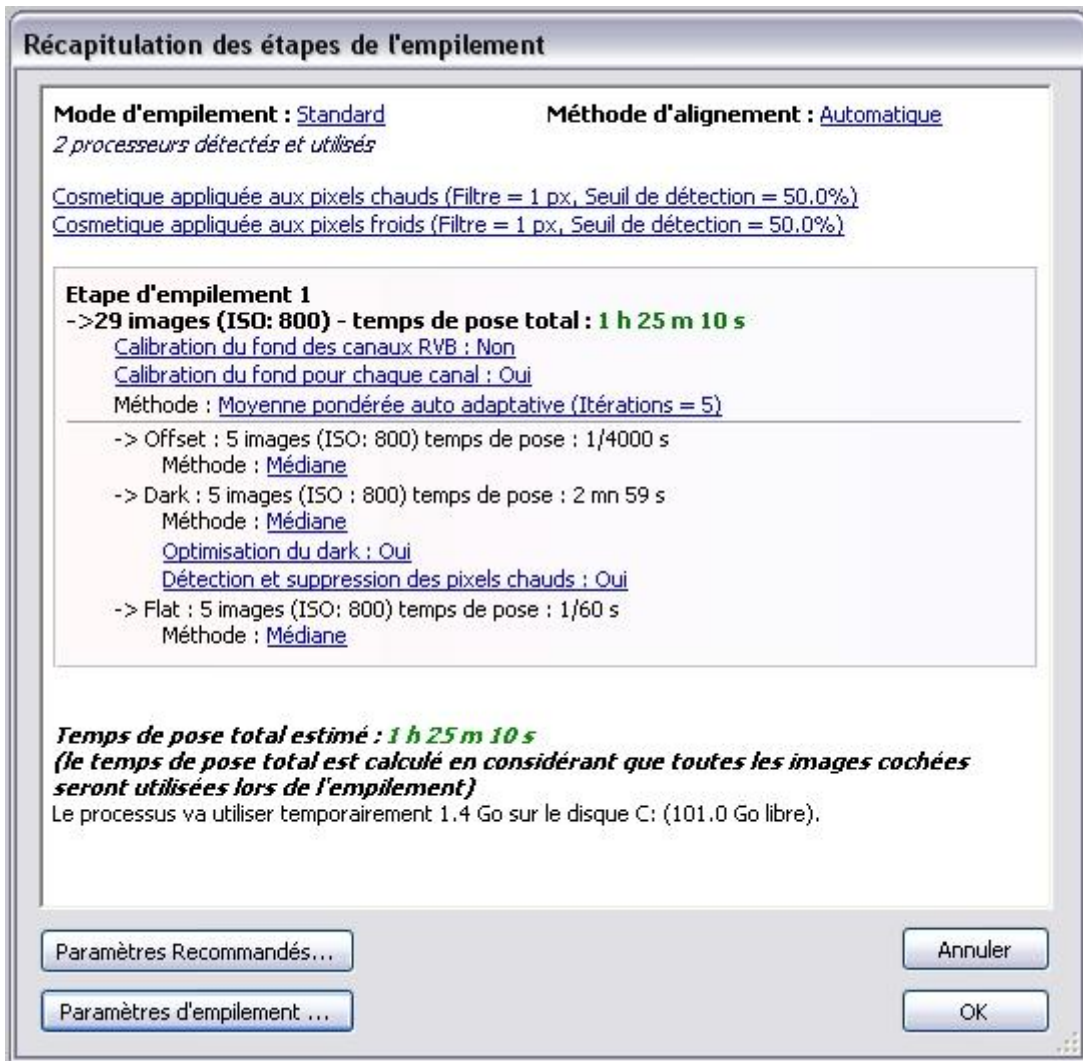 Récapitulation des étapes de l'empilement
Mode d'empilement : Standard Méthode d'alignement : Automatique
2 processeurs détectés et utilisés
Cosmetique appliquée aux pixels chauds (Filtre = 1 px, Seuil de détection = 50.0%)
Cosmetique appliquée aux pixels froids (Filtre = 1 px, Seuil de détection = 50.0%)
Etape d'empilement 1
->29 images (ISO: 800) - temps de pose total : 1 h 25 m 10 s
Calibration du fond des canaux RVB : Non
Calibration du fond pour chaque canal : Oui
Méthode : Moyenne pondérée auto adaptative (Itérations = 5)
-> Offset : 5 images (ISO: 800) temps de pose : 1/4000 s
Méthode : Médiane
-> Dark : 5 images (ISO : 800) temps de pose : 2 mn 59 s
Méthode : Médiane
Optimisation du dark : Oui
Détection et suppression des pixels chauds : Oui
-> Flat : 5 images (ISO: 800) temps de pose : 1/60 s
Méthode : Médiane
Temps de pose total estimé : 1 h 25 m 10 s
(le temps de pose total est calculé en considérant que toutes les images cochées
seront utilisées lors de l'empilement)
Le processus va utiliser temporairement 1.4 Go sur le disque C: (101.0 Go libre).
Paramètres Recommandés...
Annuler
Paramètres d'empilement ...
OK